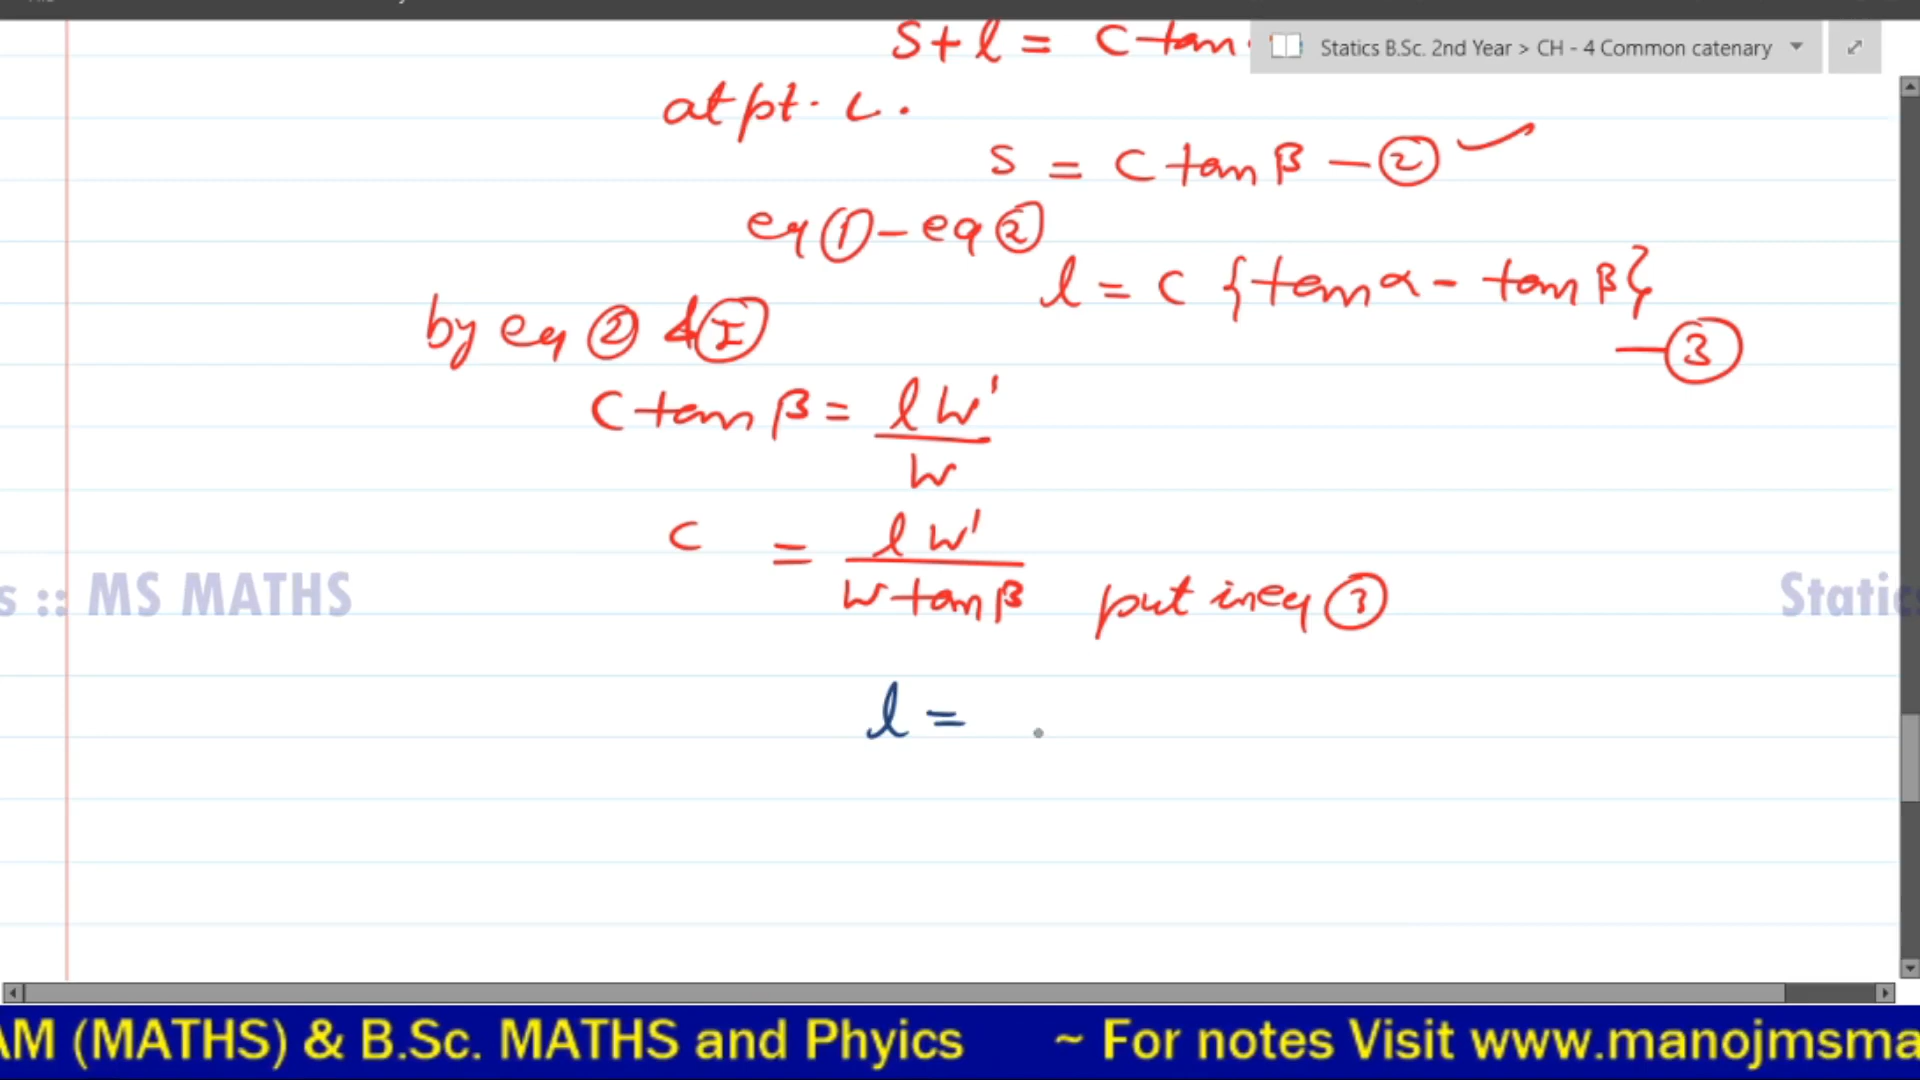 S + l = C tan
Statics B.Sc. 2nd Year > CH - 4 Common catenary
at pt. C.
S = C tan β — ②
eq ① - eq ②
l = C {tan α - tan β}
— ③
by eq ② & Ⓘ
C tan β = l W' / W
C = l W' / W tan β put in eq ③
s :: MS MATHS
Static
l =
AM (MATHS) & B.Sc. MATHS and Phyics ~ For notes Visit www.manojmsma